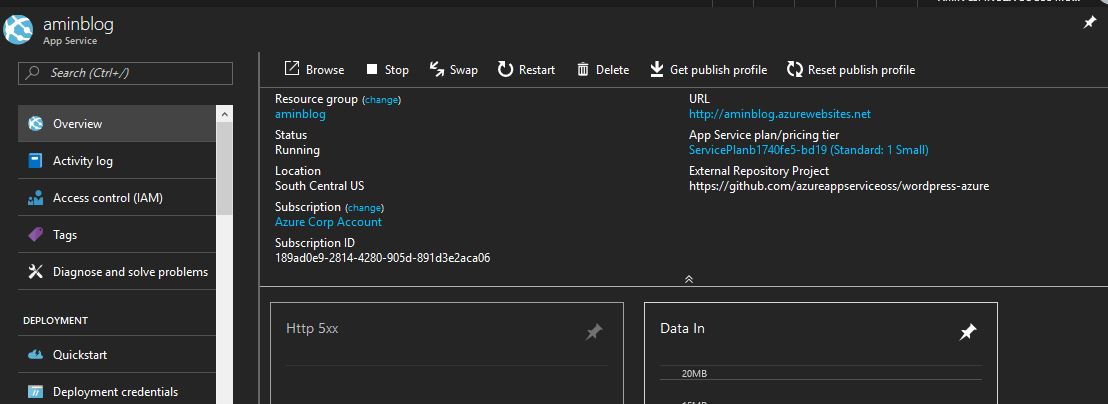 aminblog
App Service
Search (Ctrl+/)
Overview
Activity log
Access control (IAM)
Tags
Diagnose and solve problems
DEPLOYMENT
Quickstart
Deployment credentials
Browse Stop Swap Restart Delete Get publish profile Reset publish profile
Resource group (change)
aminblog
Status
Running
Location
South Central US
Subscription (change)
Azure Corp Account
Subscription ID
189ad0e9-2814-4280-905d-891d3e2aca06
URL
http://aminblog.azurewebsites.net
App Service plan/pricing tier
ServicePlanb1740fe5-bd19 (Standard: 1 Small)
External Repository Project
https://github.com/azureappserviceoss/wordpress-azure
Http 5xx
Data In
20MB